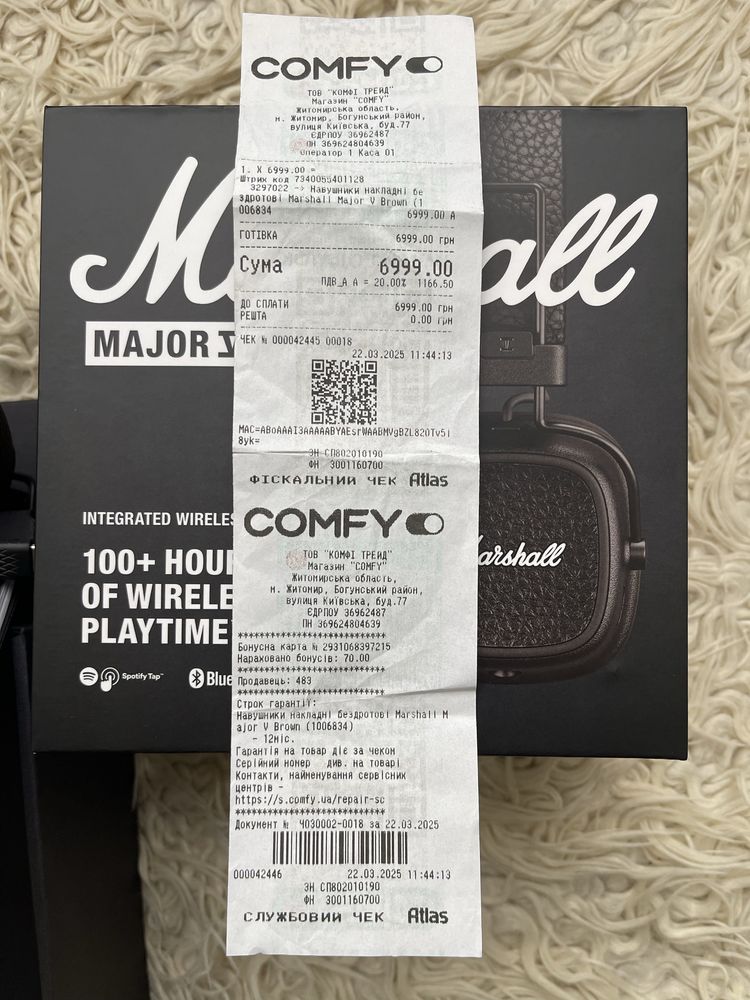 COMFY
ТОВ "КОМФІ ТРЕЙД"
Магазин "COMFY"
Житомирська область,
м. Житомир, Богунський район,
вулиця Київська, буд.77
ЄДРПОУ 36962487
ПН 369624804639
Оператор 1 Каса 01
1. X 6999.00 =
Штрих код 7340055401128
3297022 -> Навушники накладні бе
здротові Marshall Major V Brown (1
006834
6999.00 А
ГОТІВКА 6999.00 грн
Сума 6999.00
ПДВ_А А = 20.00% 1166.50
ДО СПЛАТИ 6999.00 грн
РЕШТА 0.00 грн
ЧЕК № 000042445 00018
22.03.2025 11:44:13
8yk=
ЗН СП802010190
ФН 3001160700
ФІСКАЛЬНИЙ ЧЕК Atlas
COMFY
ТОВ "КОМФІ ТРЕЙД"
Магазин "COMFY"
Житомирська область,
м. Житомир, Богунський район,
вулиця Київська, буд.77
ЄДРПОУ 36962487
ПН 369624804639
************************
Бонусна карта № 2931068397215
Нараховано бонусів: 70.00
************************
Продавець: 483
************************
Строк гарантії:
Навушники накладні бездротові Marshall M
ajor V Brown (1006834)
- 12міс.
Гарантія на товар діє за чеком
Серійний номер див. на товарі
Контакти, найменування сервісних
центрів -
https://s.comfy.ua/repair-sc
************************
Документ № Ч030002-0018 за 22.03.2025
000042446 22.03.2025 11:44:13
ЗН СП802010190
ФН 3001160700
СЛУЖБОВИЙ ЧЕК Atlas
M all
MAJOR V
INTEGRATED WIRELES
100+ HOUR
OF WIRELE
PLAYTIME
Spotify Tap™
Blue
Marshall